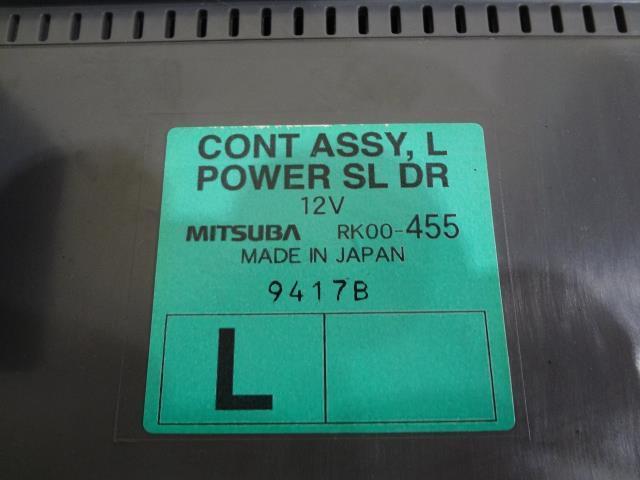 CONT ASSY, L
POWER SL DR
12V
MITSUBA RK00-455
MADE IN JAPAN
9417B
L